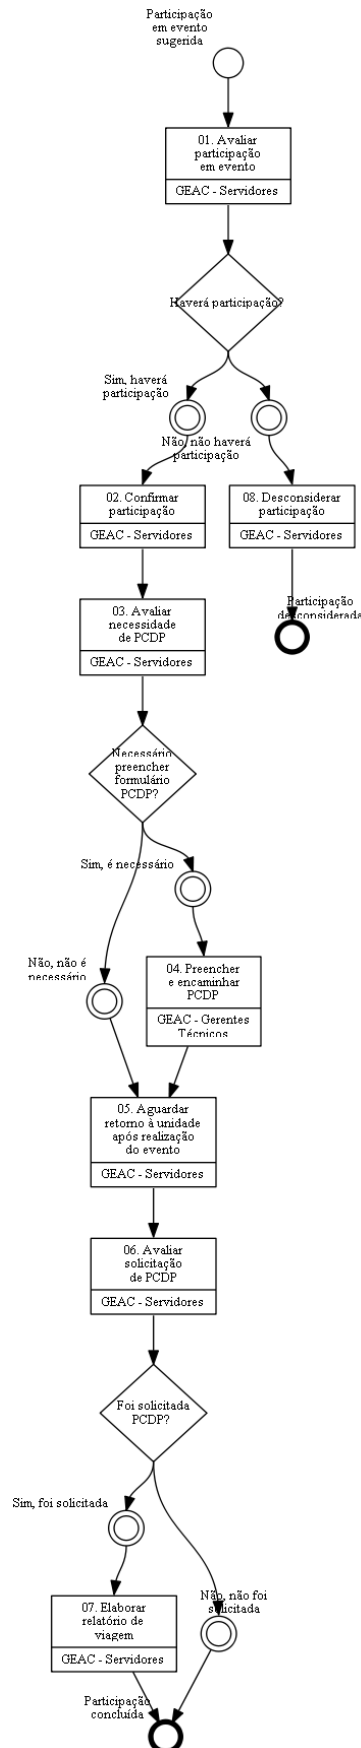 Participação
em evento
sugerida
01. Avaliar
participação
em evento
GEAC - Servidores
Haverá participação?
Sim, haverá
participação
Não, não haverá
participação
02. Confirmar
participação
GEAC - Servidores
08. Desconsiderar
participação
GEAC - Servidores
Participação
desconsiderada
03. Avaliar
necessidade
de PCDP
GEAC - Servidores
Necessário
preencher
formulário
PCDP?
Sim, é necessário
Não, não é
necessário
04. Preencher
e encaminhar
PCDP
GEAC - Gerentes
Técnicos
05. Aguardar
retorno à unidade
após realização
do evento
GEAC - Servidores
06. Avaliar
solicitação
de PCDP
GEAC - Servidores
Foi solicitada
PCDP?
Sim, foi solicitada
Não, não foi
solicitada
07. Elaborar
relatório de
viagem
GEAC - Servidores
Participação
concluída